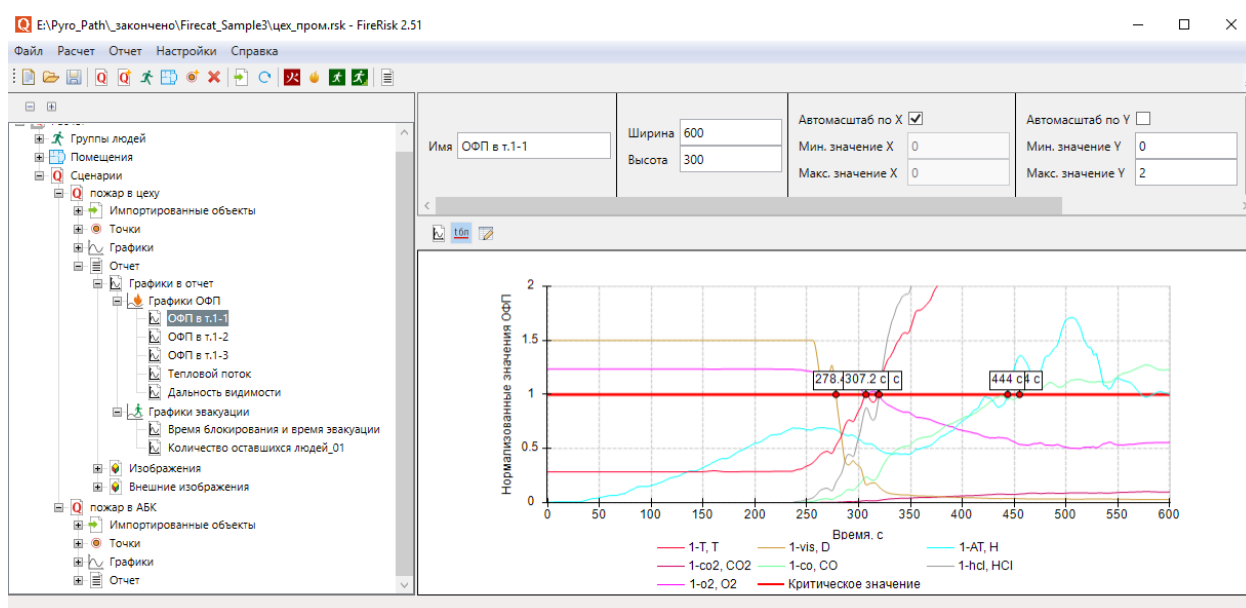 E:\Pyro_Path\_закончено\Firecat_Sample3\цех_пром.rsk - FireRisk 2.51
Файл Расчет Отчет Настройки Справка
Группы людей
Помещения
Сценарии
пожар в цеху
Импортированные объекты
Точки
Графики
Отчет
Графики в отчет
Графики ОФП
ОФП в т.1-1
ОФП в т.1-2
ОФП в т.1-3
Тепловой поток
Дальность видимости
Графики эвакуации
Время блокирования и время эвакуации
Количество оставшихся людей_01
Изображения
Внешние изображения
пожар в АБК
Импортированные объекты
Точки
Графики
Отчет
Имя ОФП в т.1-1
Ширина 600
Высота 300
Автомасштаб по X
Мин. значение X 0
Макс. значение X 0
Автомасштаб по Y
Мин. значение Y 0
Макс. значение Y 2
тбл
Нормализованные значения ОФП
2
1.5
1
0.5
0
278. 307.2 с с 444 с 4 с
0 50 100 150 200 250 300 350 400 450 500 550 600
Время, с
1-T, T 1-vis, D 1-AT, H
1-co2, CO2 1-co, CO 1-hcl, HCl
1-o2, O2 Критическое значение